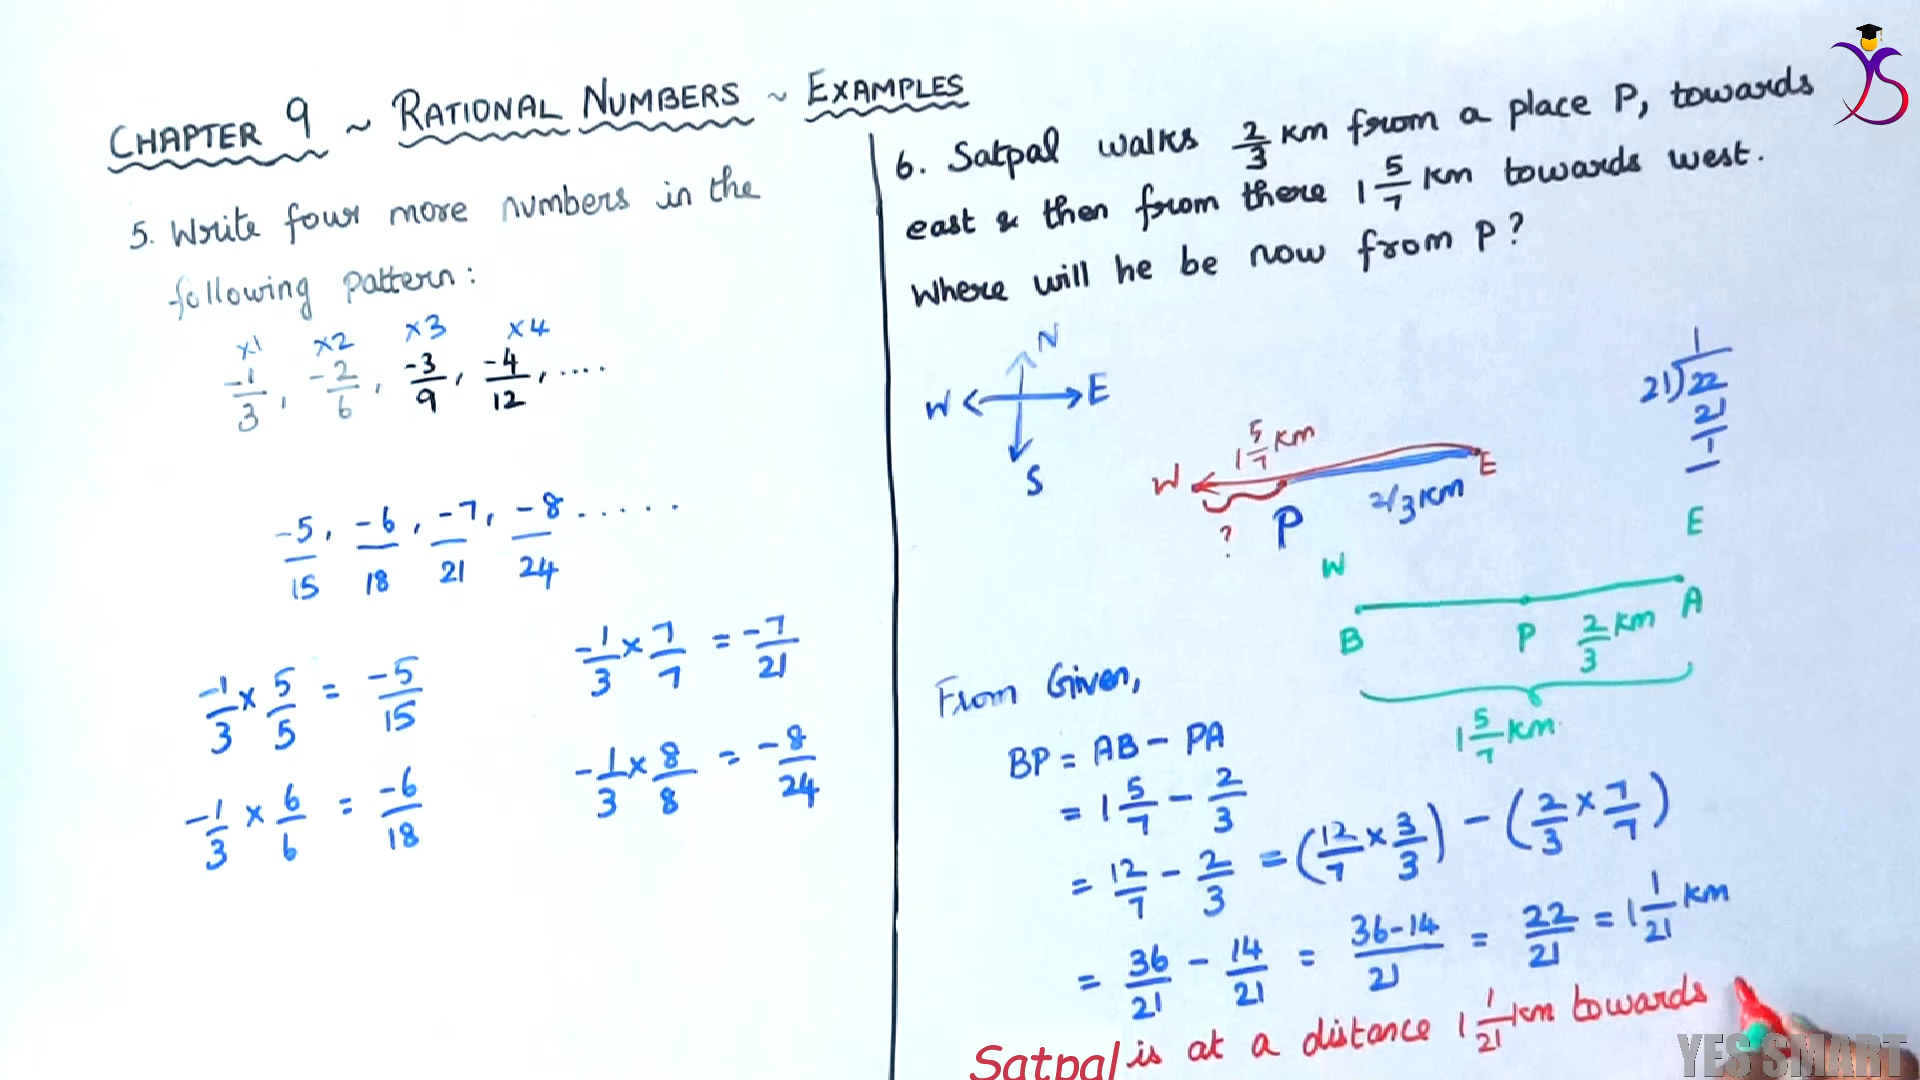 CHAPTER 9 ~ RATIONAL NUMBERS ~ EXAMPLES
5. Write four more numbers in the
following pattern:
×1 ×2 ×3 ×4
-1/3, -2/6, -3/9, -4/12, ....
-5/15, -6/18, -7/21, -8/24 .....
-1/3 × 5/5 = -5/15
-1/3 × 6/6 = -6/18
-1/3 × 7/7 = -7/21
-1/3 × 8/8 = -8/24
6. Satpal walks 2/3 km from a place P, towards
east & then from there 1 5/7 km towards west.
Where will he be now from P?
N
W E
S
1 5/7 km
W E
2/3 km
? P
1
21)22
21
1
W E
B P A
2/3 km
1 5/7 km
From Given,
BP = AB - PA
= 1 5/7 - 2/3
= 12/7 - 2/3 = (12/7 × 3/3) - (2/3 × 7/7)
= 36/21 - 14/21 = 36-14/21 = 22/21 = 1 1/21 km
Satpal is at a distance 1 1/21 km towards
YES SMART
YS